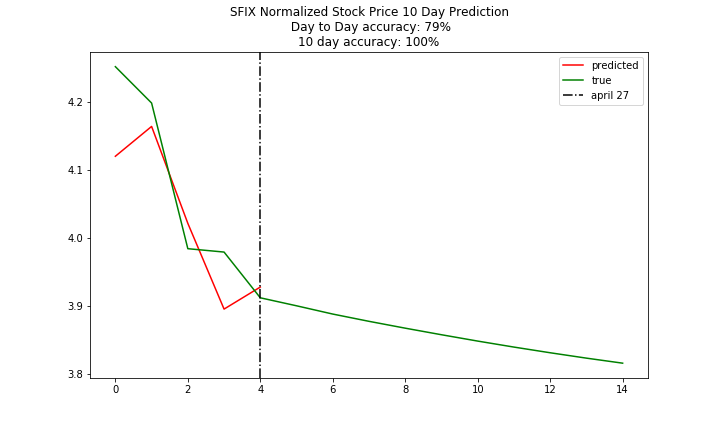 SFIX Normalized Stock Price 10 Day Prediction
Day to Day accuracy: 79%
10 day accuracy: 100%
predicted
true
april 27
4.2
4.1
4.0
3.9
3.8
0 2 4 6 8 10 12 14